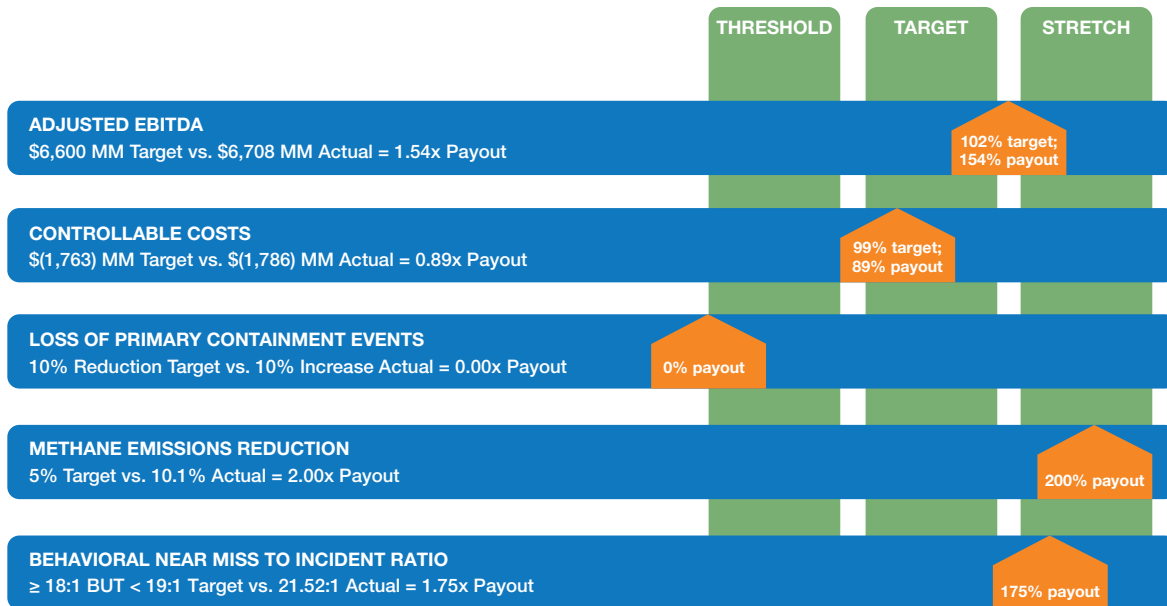 THRESHOLD TARGET STRETCH
ADJUSTED EBITDA
$6,600 MM Target vs. $6,708 MM Actual = 1.54x Payout
102% target;
154% payout
CONTROLLABLE COSTS
$(1,763) MM Target vs. $(1,786) MM Actual = 0.89x Payout
99% target;
89% payout
LOSS OF PRIMARY CONTAINMENT EVENTS
10% Reduction Target vs. 10% Increase Actual = 0.00x Payout
0% payout
METHANE EMISSIONS REDUCTION
5% Target vs. 10.1% Actual = 2.00x Payout
200% payout
BEHAVIORAL NEAR MISS TO INCIDENT RATIO
≥ 18:1 BUT < 19:1 Target vs. 21.52:1 Actual = 1.75x Payout
175% payout